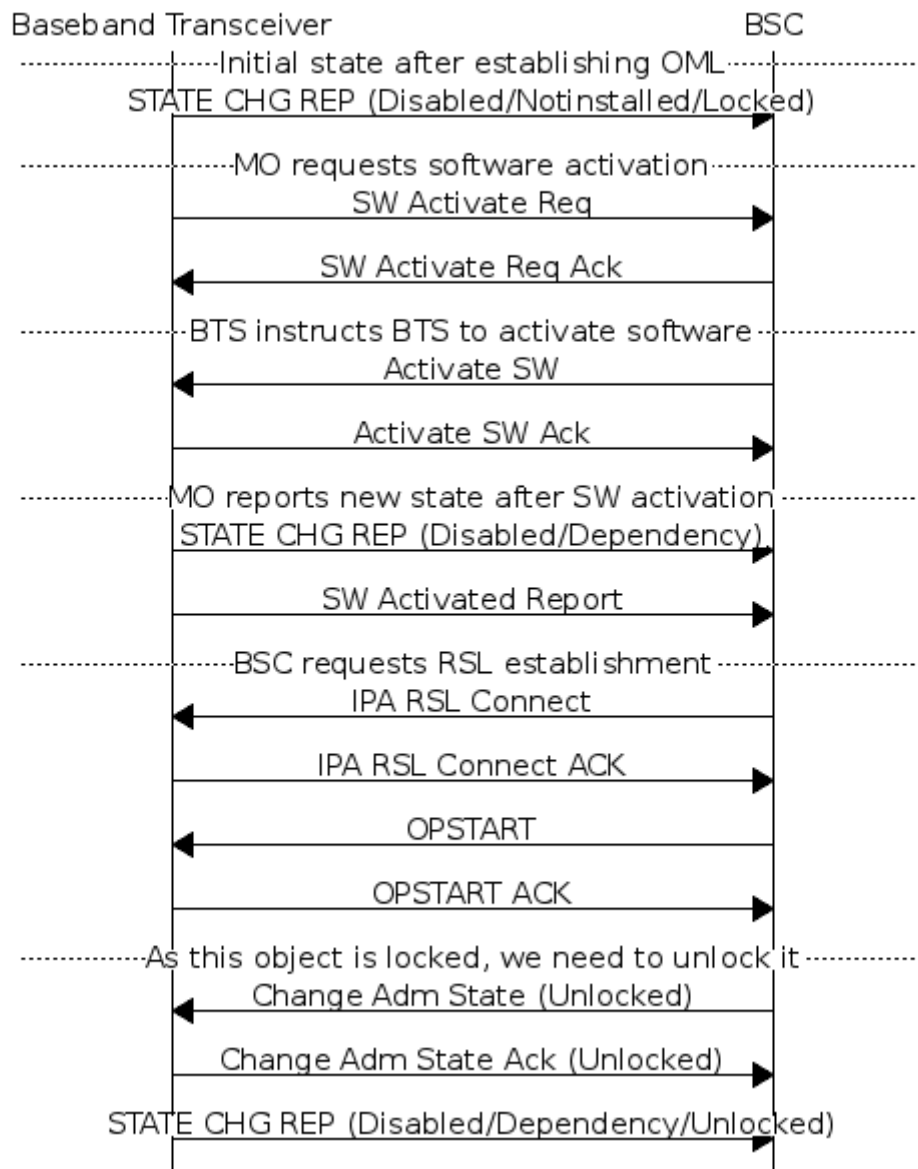 Baseband Transceiver BSC
Initial state after establishing OML
STATE CHG REP (Disabled/Notinstalled/Locked)
MO requests software activation
SW Activate Req
SW Activate Req Ack
BTS instructs BTS to activate software
Activate SW
Activate SW Ack
MO reports new state after SW activation
STATE CHG REP (Disabled/Dependency)
SW Activated Report
BSC requests RSL establishment
IPA RSL Connect
IPA RSL Connect ACK
OPSTART
OPSTART ACK
As this object is locked, we need to unlock it
Change Adm State (Unlocked)
Change Adm State Ack (Unlocked)
STATE CHG REP (Disabled/Dependency/Unlocked)